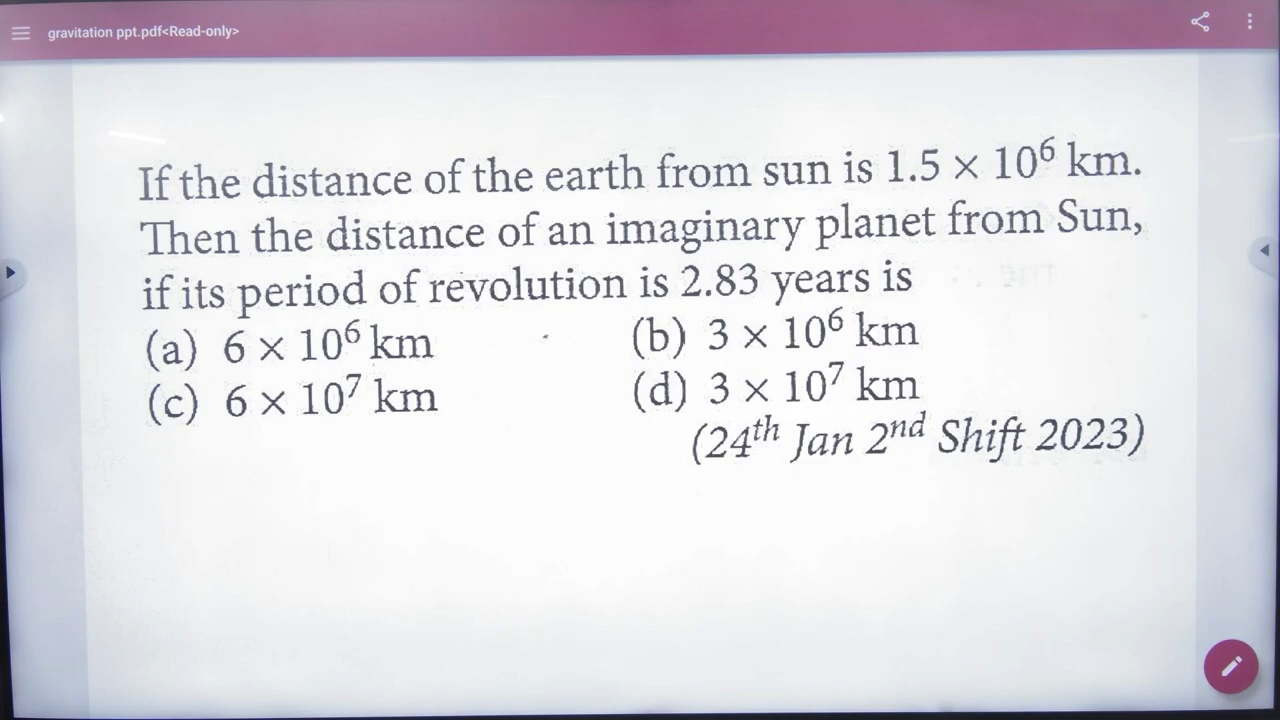 gravitation ppt.pdf<Read-only>
If the distance of the earth from sun is 1.5 × 10⁶ km.
Then the distance of an imaginary planet from Sun,
if its period of revolution is 2.83 years is
(a) 6 × 10⁶ km (b) 3 × 10⁶ km
(c) 6 × 10⁷ km (d) 3 × 10⁷ km
(24ᵗʰ Jan 2ⁿᵈ Shift 2023)